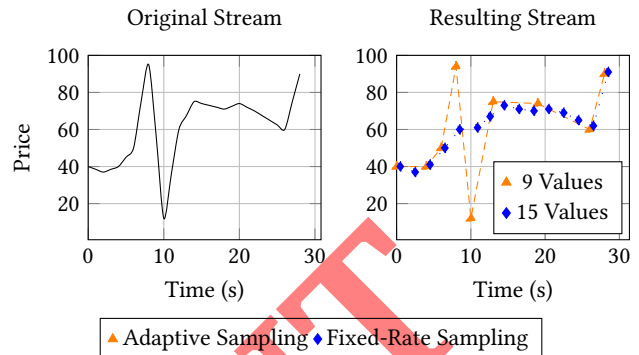 Original Stream
Resulting Stream
100
80
60
40
20
0
10
20
30
Price
Time (s)
100
80
60
40
20
0
10
20
30
Time (s)
9 Values
15 Values
Adaptive Sampling Fixed-Rate Sampling